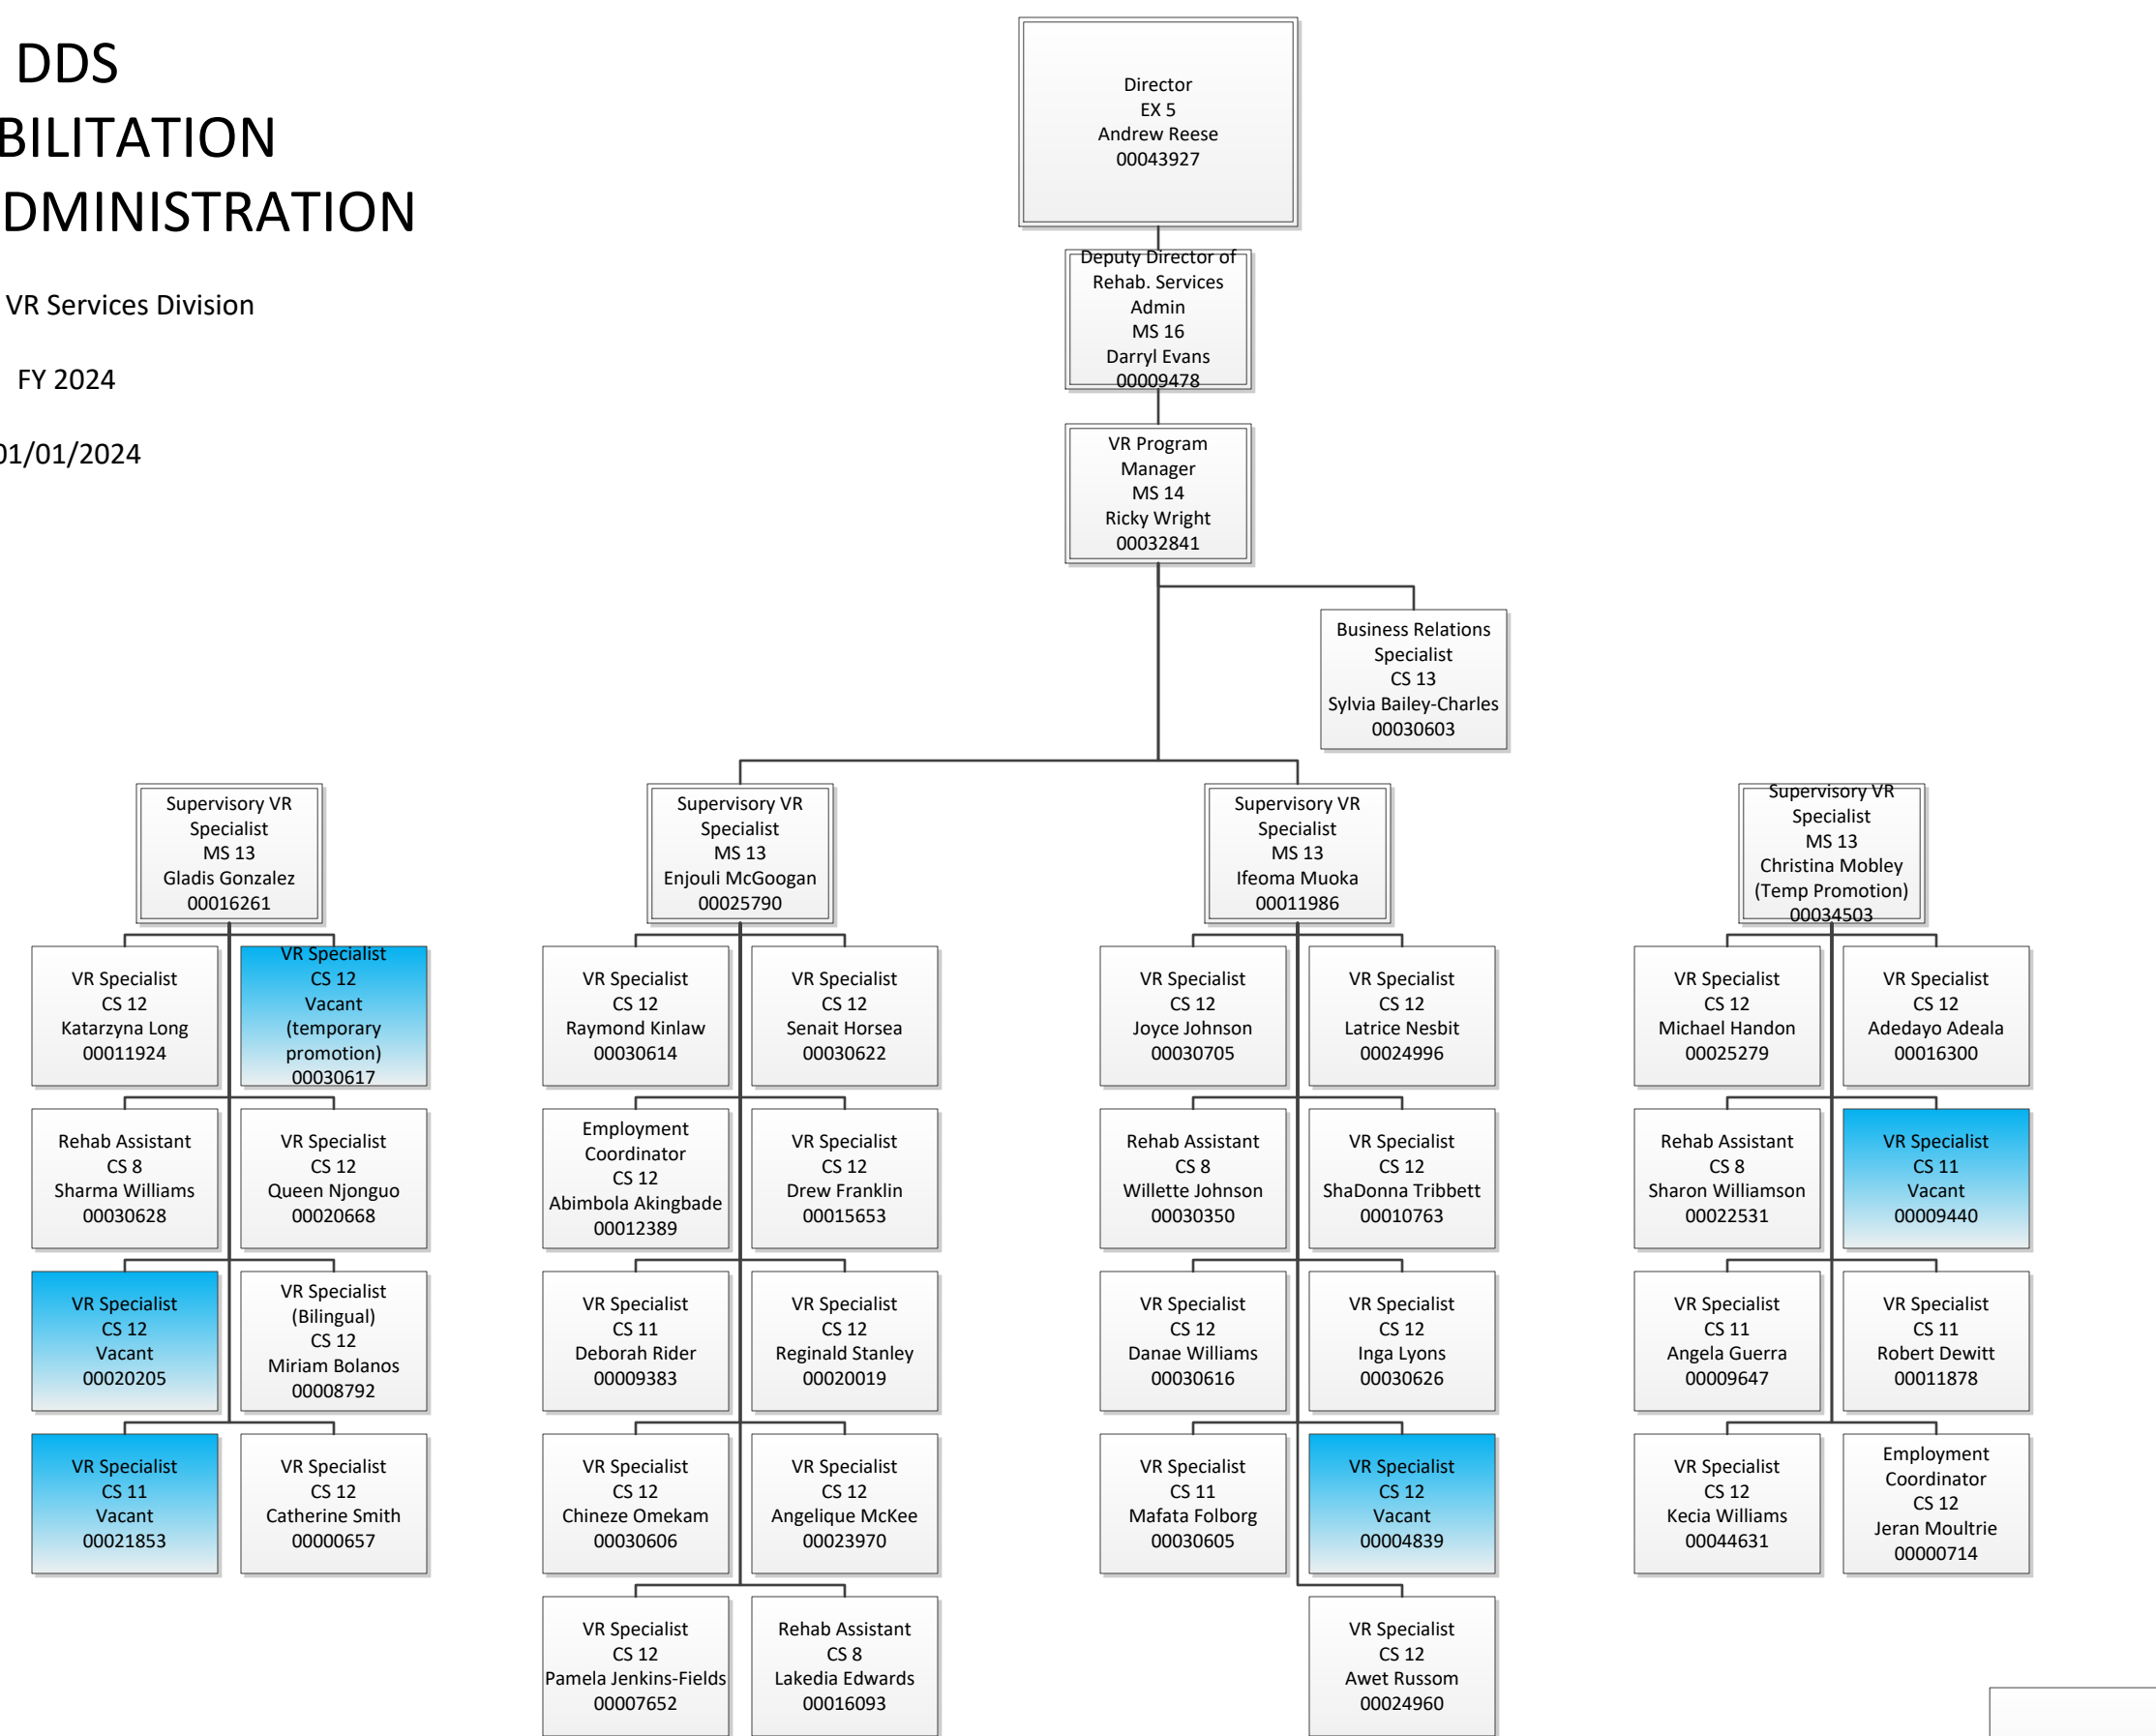 DDS
BILITATION
DMINISTRATION
VR Services Division
FY 2024
01/01/2024
Director
EX 5
Andrew Reese
00043927
Deputy Director of
Rehab. Services
Admin
MS 16
Darryl Evans
00009478
VR Program
Manager
MS 14
Ricky Wright
00032841
Business Relations
Specialist
CS 13
Sylvia Bailey-Charles
00030603
Supervisory VR
Specialist
MS 13
Gladis Gonzalez
00016261
Supervisory VR
Specialist
MS 13
Enjouli McGoogan
00025790
Supervisory VR
Specialist
MS 13
Ifeoma Muoka
00011986
Supervisory VR
Specialist
MS 13
Christina Mobley
(Temp Promotion)
00034503
VR Specialist
CS 12
Katarzyna Long
00011924
VR Specialist
CS 12
Vacant
(temporary
promotion)
00030617
VR Specialist
CS 12
Raymond Kinlaw
00030614
VR Specialist
CS 12
Senait Horsea
00030622
VR Specialist
CS 12
Joyce Johnson
00030705
VR Specialist
CS 12
Latrice Nesbit
00024996
VR Specialist
CS 12
Michael Handon
00025279
VR Specialist
CS 12
Adedayo Adeala
00016300
Rehab Assistant
CS 8
Sharma Williams
00030628
VR Specialist
CS 12
Queen Njonguo
00020668
Employment
Coordinator
CS 12
Abimbola Akingbade
00012389
VR Specialist
CS 12
Drew Franklin
00015653
Rehab Assistant
CS 8
Willette Johnson
00030350
VR Specialist
CS 12
ShaDonna Tribbett
00010763
Rehab Assistant
CS 8
Sharon Williamson
00022531
VR Specialist
CS 11
Vacant
00009440
VR Specialist
CS 12
Vacant
00020205
VR Specialist
(Bilingual)
CS 12
Miriam Bolanos
00008792
VR Specialist
CS 11
Deborah Rider
00009383
VR Specialist
CS 12
Reginald Stanley
00020019
VR Specialist
CS 12
Danae Williams
00030616
VR Specialist
CS 12
Inga Lyons
00030626
VR Specialist
CS 11
Angela Guerra
00009647
VR Specialist
CS 11
Robert Dewitt
00011878
VR Specialist
CS 11
Vacant
00021853
VR Specialist
CS 12
Catherine Smith
00000657
VR Specialist
CS 12
Chineze Omekam
00030606
VR Specialist
CS 12
Angelique McKee
00023970
VR Specialist
CS 11
Mafata Folborg
00030605
VR Specialist
CS 12
Vacant
00004839
VR Specialist
CS 12
Kecia Williams
00044631
Employment
Coordinator
CS 12
Jeran Moultrie
00000714
VR Specialist
CS 12
Pamela Jenkins-Fields
00007652
Rehab Assistant
CS 8
Lakedia Edwards
00016093
VR Specialist
CS 12
Awet Russom
00024960